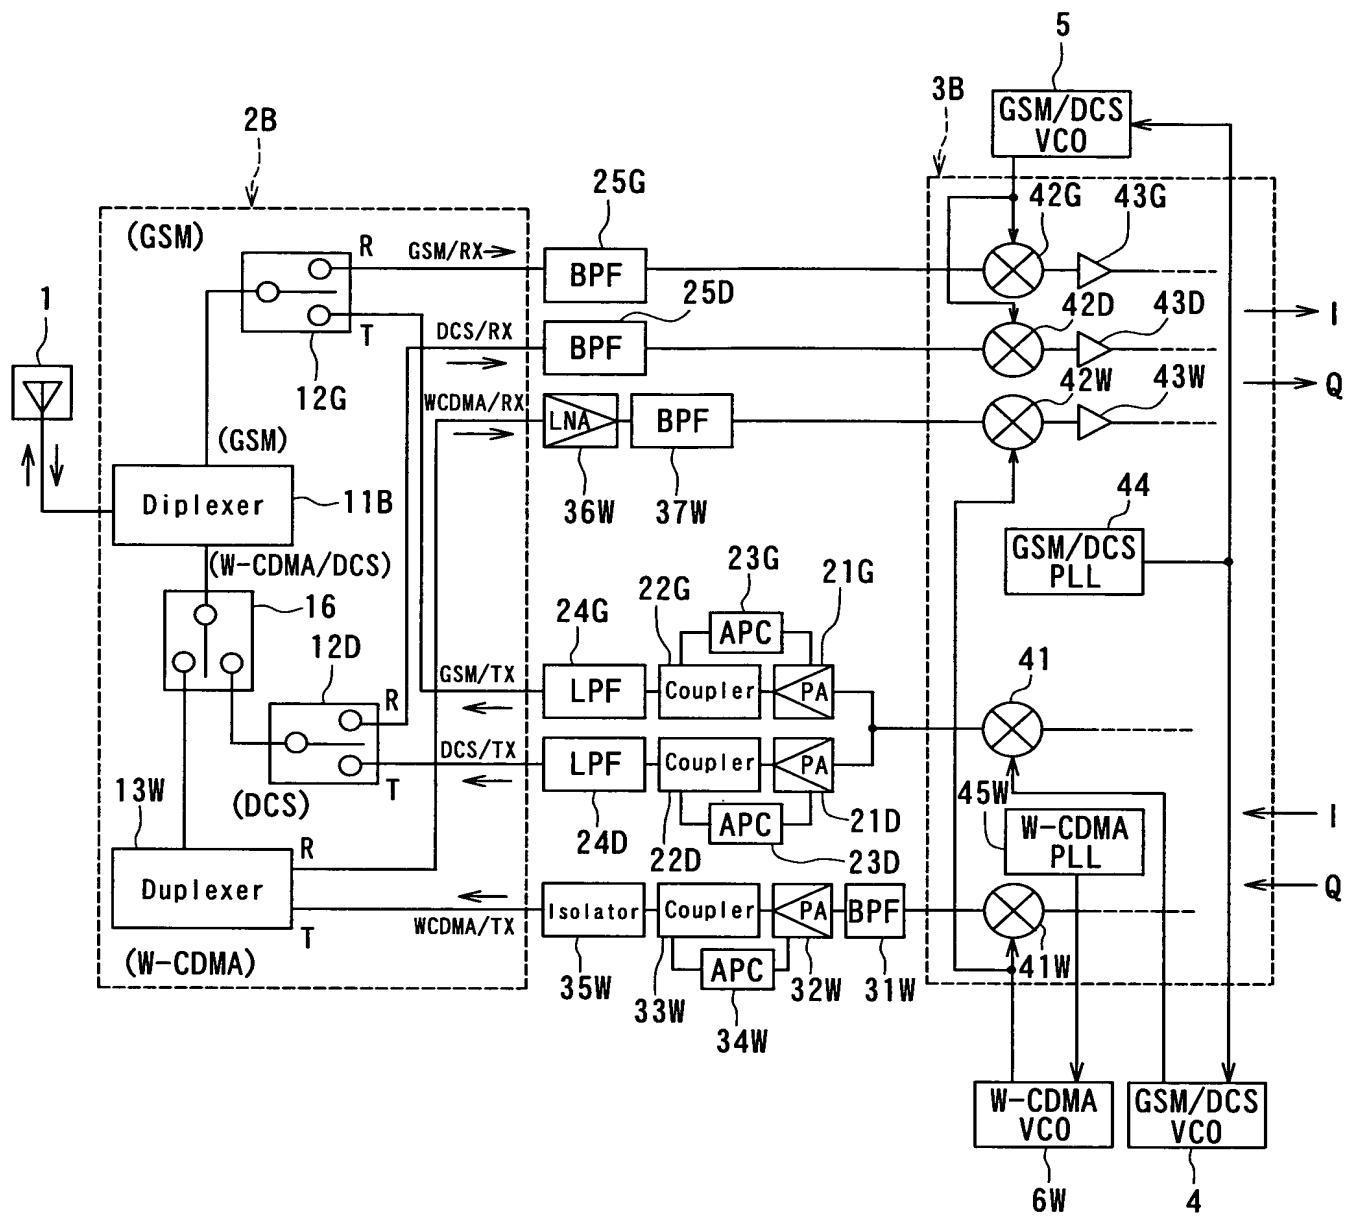 5
GSM/DCS
VCO
3B
2B
25G
42G
43G
(GSM)
R
GSM/RX
BPF
25D
42D
43D
I
1
T
DCS/RX
BPF
12G
42W
43W
Q
WCDMA/RX
LNA
BPF
(GSM)
Diplexer
11B
36W
37W
44
GSM/DCS
PLL
(W-CDMA/DCS)
23G
21G
22G
16
24G
APC
12D
41
R
GSM/TX
LPF
Coupler
PA
DCS/TX
LPF
Coupler
PA
T
(DCS)
13W
45W
24D
22D
APC
21D
23D
W-CDMA
PLL
I
R
Duplexer
Q
Isolator
Coupler
PA
BPF
WCDMA/TX
T
(W-CDMA)
35W
33W
APC
32W
31W
41W
34W
W-CDMA
VCO
GSM/DCS
VCO
6W
4